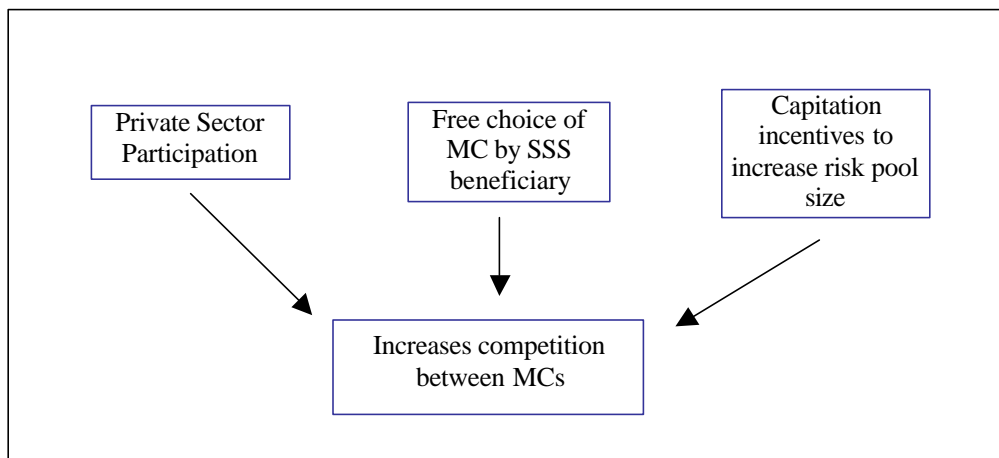 Private Sector
Participation
Free choice of
MC by SSS
beneficiary
Capitation
incentives to
increase risk pool
size
Increases competition
between MCs